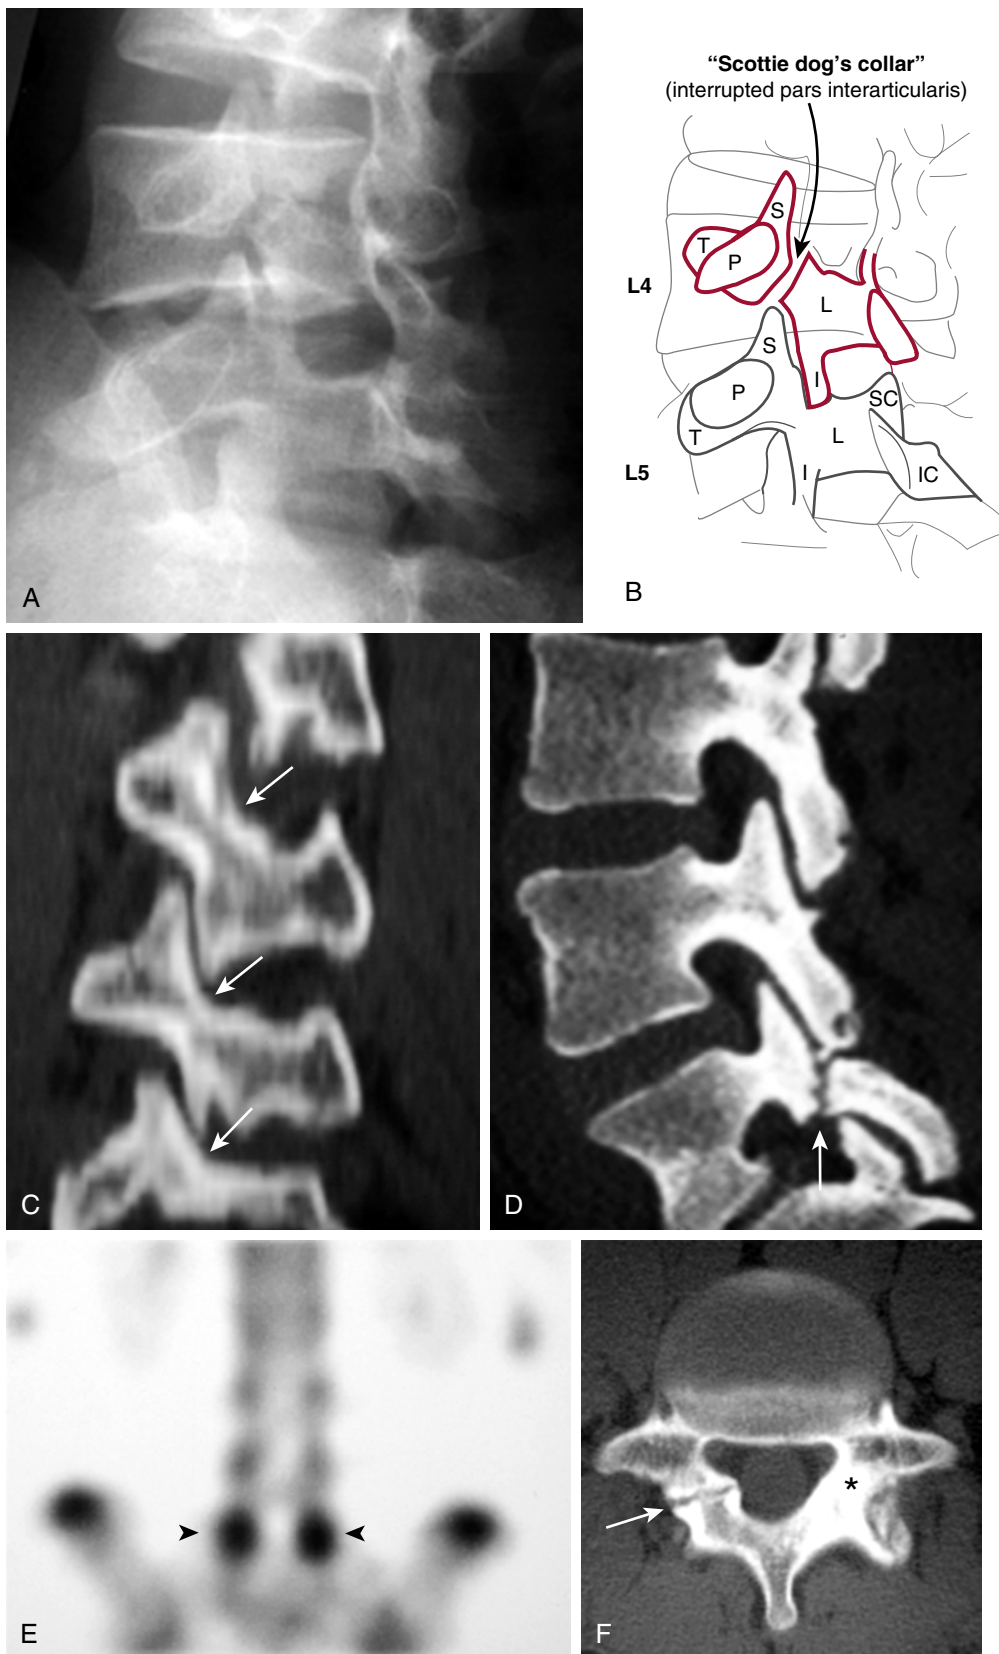 “Scottie dog’s collar”
(interrupted pars interarticularis)
S
T
P
L4
L
S
I
P
SC
T
L
L5
I
IC
A
B
C
D
E
*
F